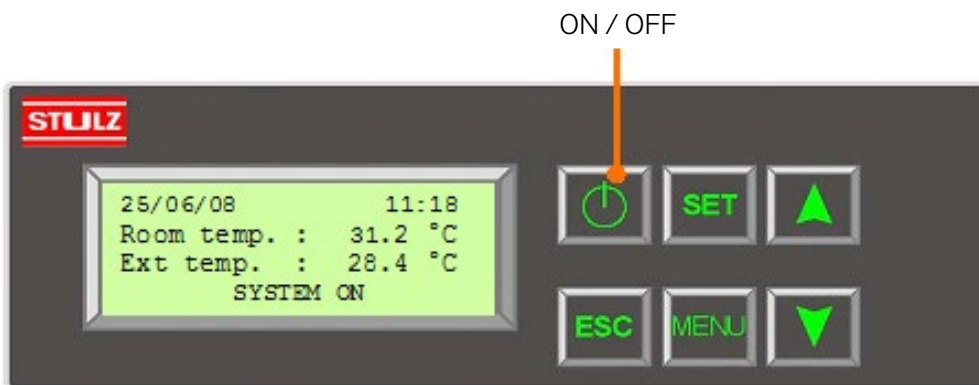 ON / OFF
STULZ
25/06/08 11:18
Room temp. : 31.2 °C
Ext temp. : 28.4 °C
SYSTEM ON
SET
ESC MENU